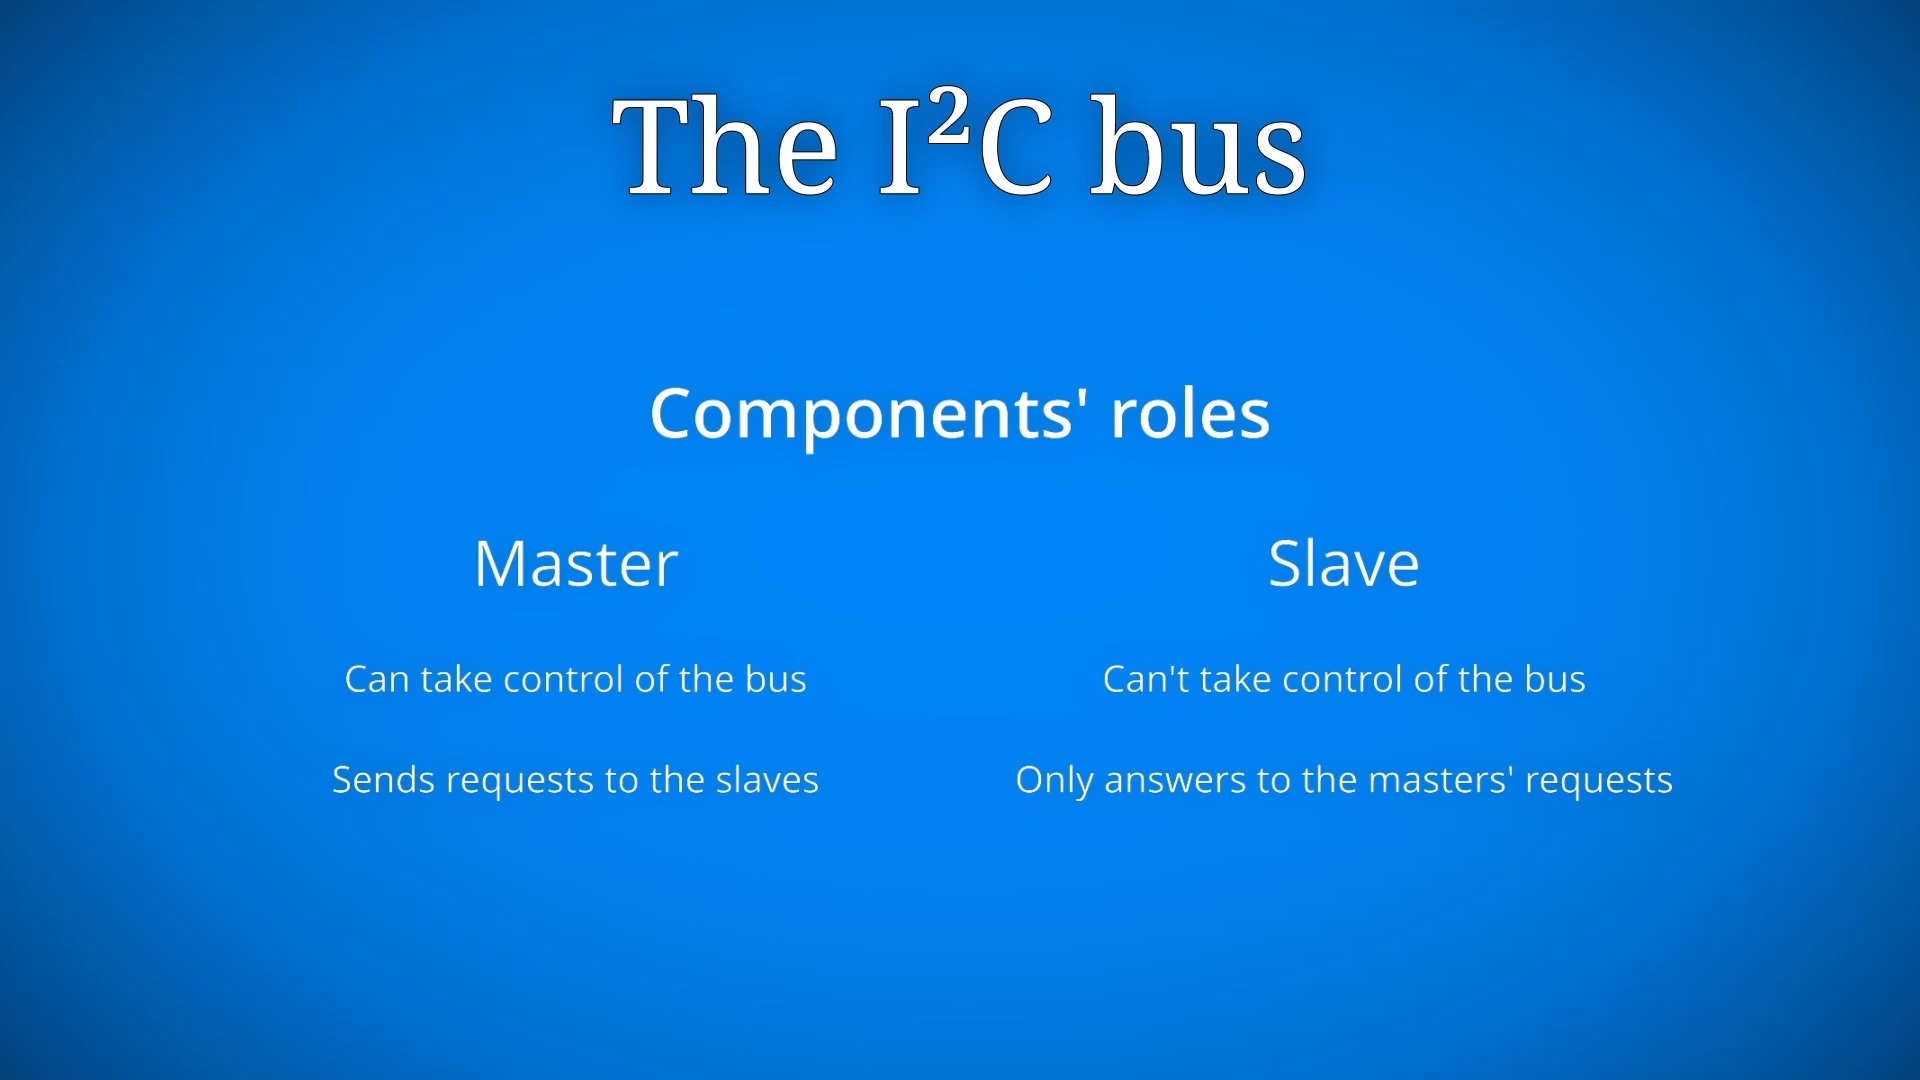 The I²C bus
Components' roles
Master
Slave
Can take control of the bus
Can't take control of the bus
Sends requests to the slaves
Only answers to the masters' requests